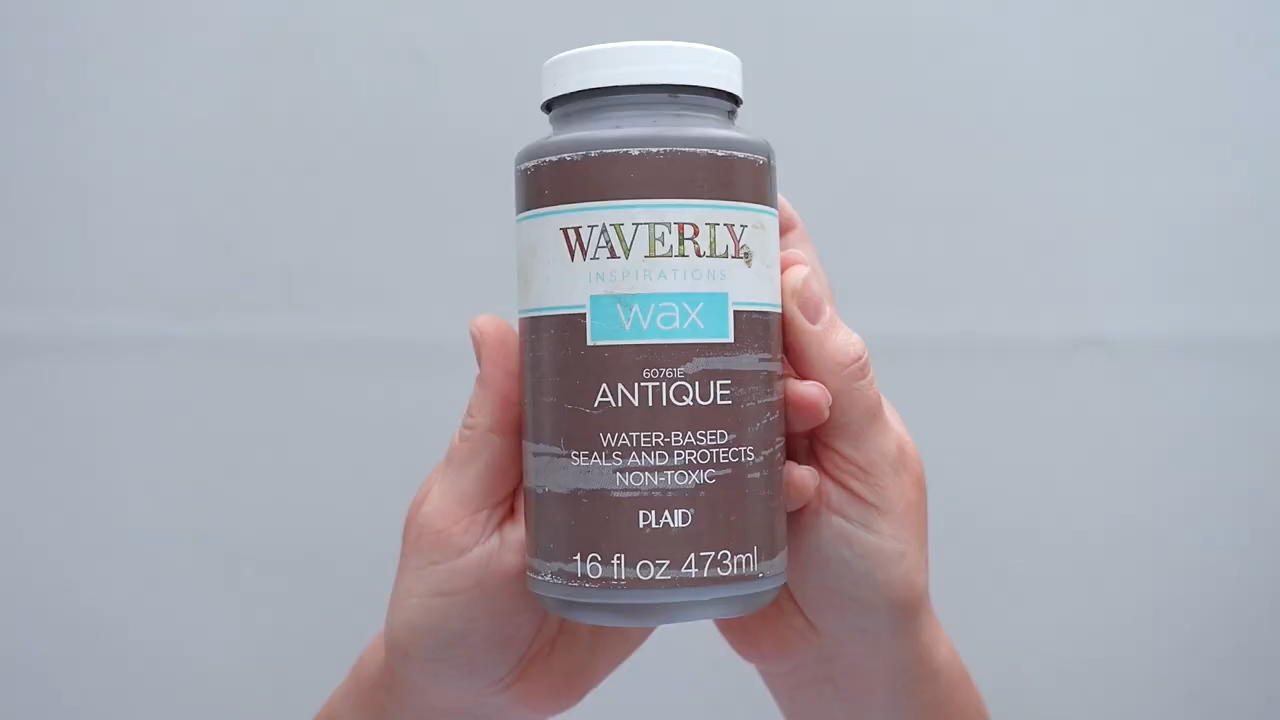 WAVERLY
INSPIRATIONS
wax
60761E
ANTIQUE
WATER-BASED
SEALS AND PROTECTS
NON-TOXIC
PLAID®
16 fl oz 473ml